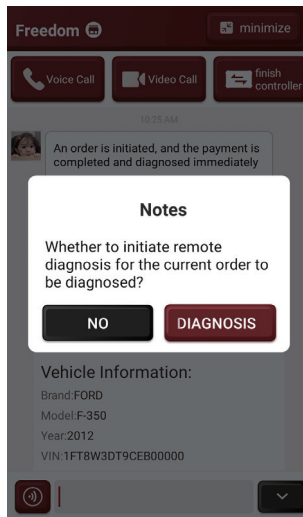 Freedom
minimize
Voice Call
Video Call
finish
controller
10:25 AM
An order is initiated, and the payment is
completed and diagnosed immediately
Notes
Whether to initiate remote
diagnosis for the current order to
be diagnosed?
NO
DIAGNOSIS
Vehicle Information:
Brand:FORD
Model:F-350
Year:2012
VIN:1FT8W3DT9CEB00000